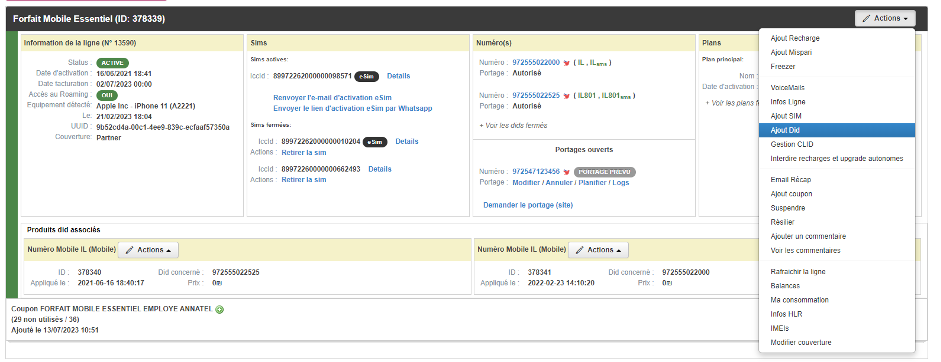 Forfait Mobile Essentiel (ID: 378339)
Actions
Information de la ligne (N° 13590)
Status : ACTIVE
Date d'activation : 16/06/2021 18:41
Date facturation : 02/07/2023 00:00
Accès au Roaming : OUI
Equipement détecté: Apple Inc - iPhone 11 (A2221)
Le: 21/02/2023 18:04
UUID : 9b52cd4a-00c1-4ee9-839c-ecfaaf57350a
Couverture: Partner
Sims
Sims actives:
Iccid : 89972262000000098571 eSim Details
Renvoyer l'e-mail d'activation eSim
Envoyer le lien d'activation eSim par Whatsapp
Sims fermées:
Iccid : 89972262000000010204 eSim Details
Actions : Retirer la sim
Iccid : 89972260000000662493 Details
Actions : Retirer la sim
Numéro(s)
Numéro : 972555022000 ( IL , ILsms )
Portage : Autorisé
Numéro : 972555022525 ( IL801 , IL801sms )
Portage : Autorisé
+ Voir les dids fermés
Portages ouverts
Numéro : 972547123456 PORTAGE PREVU
Portage : Modifier / Annuler / Planifier / Logs
Demander le portage (site)
Plans
Plan principal:
Nom :
Date d'activation :
+ Voir les plans fe
Ajout Recharge
Ajout Mispari
Freezer
VoiceMails
Infos Ligne
Ajout SIM
Ajout Did
Gestion CLID
Interdire recharges et upgrade autonomes
Email Récap
Ajout coupon
Suspendre
Résilier
Ajouter un commentaire
Voir les commentaires
Rafraichir la ligne
Balances
Ma consommation
Infos HLR
IMEIs
Modifier couverture
Produits did associés
Numéro Mobile IL (Mobile) Actions
ID : 378340 Did concerné : 972555022525
Appliqué le : 2021-06-16 18:40:17 Prix : 0₪
Numéro Mobile IL (Mobile) Actions
ID : 378341 Did concerné : 972555022000
Appliqué le : 2022-02-23 14:10:20 Prix : 0₪
Coupon FORFAIT MOBILE ESSENTIEL EMPLOYE ANNATEL
(29 non utilisés / 36)
Ajouté le 13/07/2023 10:51